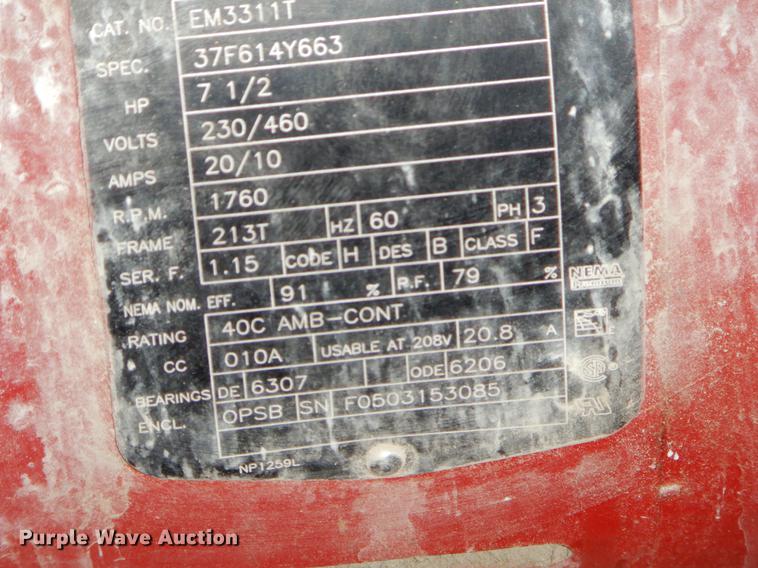 CAT. NO. EM3311T
SPEC. 37F614Y663
HP 7 1/2
VOLTS 230/460
AMPS 20/10
R.P.M. 1760
FRAME 213T HZ 60 PH 3
SER. F. 1.15 CODE H DES B CLASS F
NEMA NOM. EFF. 91 % P.F. 79 %
NEMA
Premium
RATING 40C AMB-CONT
CC 010A USABLE AT 208V 20.8 A
BEARINGS DE 6307 ODE 6206
ENCL. OPSB SN F0603153085
NP1259L
Purple Wave Auction